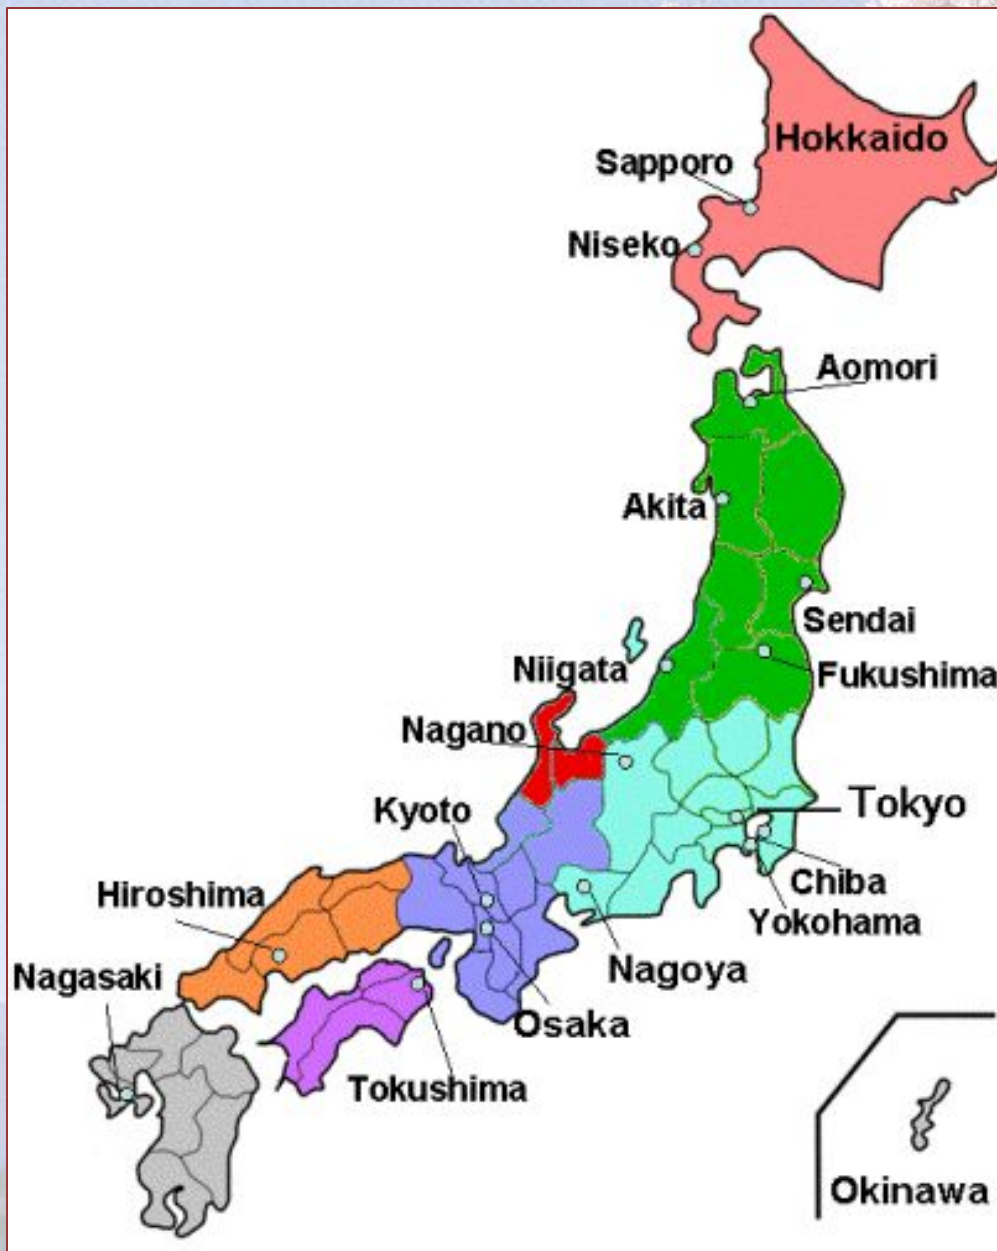 Hokkaido
Sapporo
Niseko
Aomori
Akita
Sendai
Niigata
Fukushima
Nagano
Tokyo
Kyoto
Chiba
Hiroshima
Yokohama
Nagoya
Nagasaki
Osaka
Tokushima
Okinawa